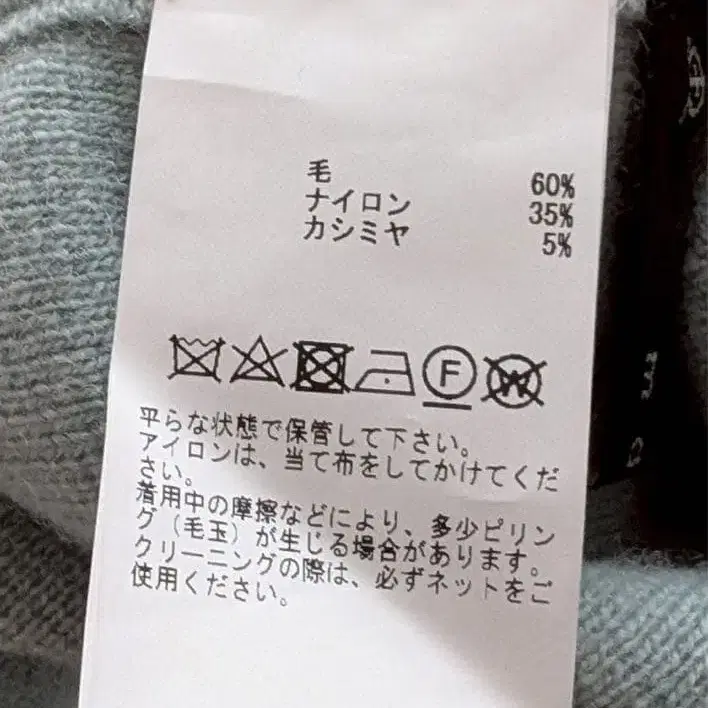 毛 60%
ナイロン 35%
カシミヤ 5%
F W
平らな状態で保管して下さい。
アイロンは、当て布をしてかけてくだ
さい。
着用中の摩擦などにより、多少ピリン
グ（毛玉）が生じる場合があります。
クリーニングの際は、必ずネットをご
使用ください。